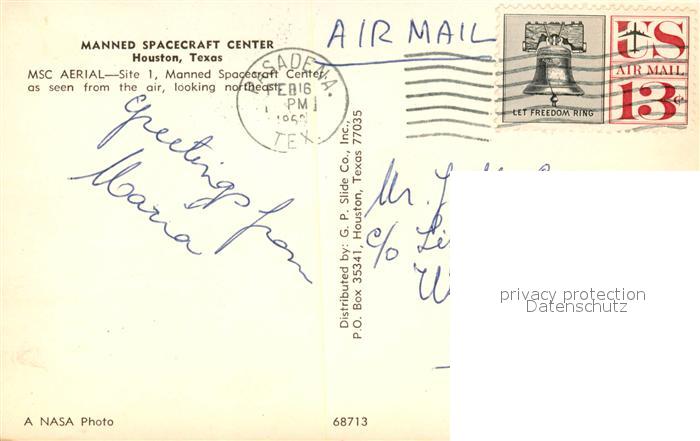 MANNED SPACECRAFT CENTER
Houston, Texas
MSC AERIAL—Site 1, Manned Spacecraft Center,
as seen from the air, looking northeast.
AIR MAIL
PASADENA.
FEB 16
PM
TEX.
US
AIR MAIL
13c
LET FREEDOM RING
greetings from
Maria
Distributed by: G. P. Slide Co., Inc.,
P.O. Box 35341, Houston, Texas 77035
Mr.
c/o
privacy protection
Datenschutz
A NASA Photo
68713